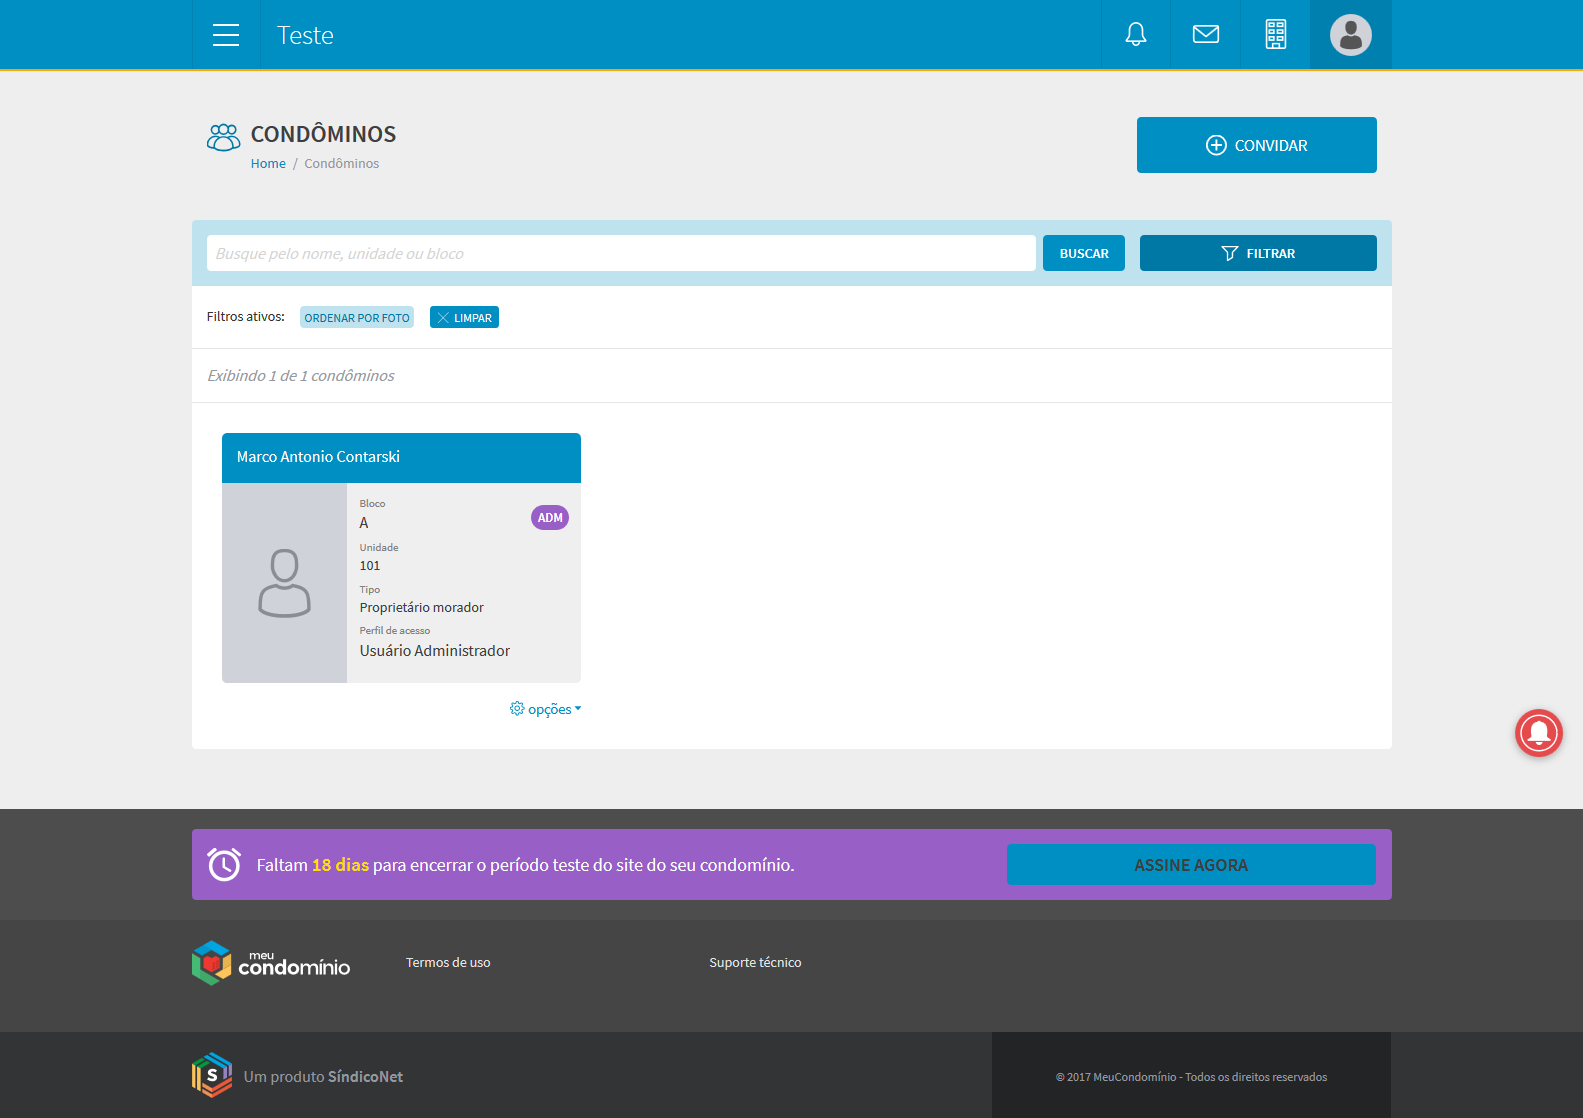 Teste
CONDÔMINOS
Home / Condôminos
CONVIDAR
Busque pelo nome, unidade ou bloco
BUSCAR
FILTRAR
Filtros ativos:
ORDENAR POR FOTO
LIMPAR
Exibindo 1 de 1 condôminos
Marco Antonio Contarski
Bloco
A
ADM
Unidade
101
Tipo
Proprietário morador
Perfil de acesso
Usuário Administrador
opções
Faltam 18 dias para encerrar o período teste do site do seu condomínio.
ASSINE AGORA
meu
condomínio
Termos de uso
Suporte técnico
S
Um produto SíndicoNet
© 2017 MeuCondomínio - Todos os direitos reservados